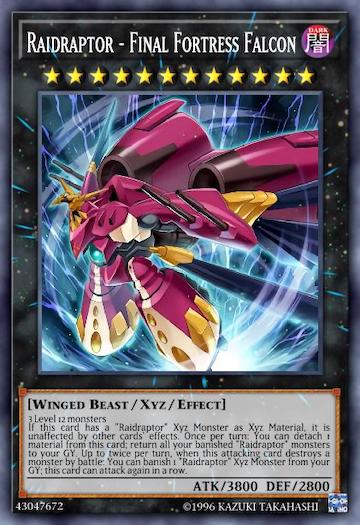 RAIDRAPTOR - FINAL FORTRESS FALCON
DARK
闇
[WINGED BEAST / XYZ / EFFECT]
3 Level 12 monsters
If this card has a "Raidraptor" Xyz Monster as Xyz Material, it is
unaffected by other cards' effects. Once per turn: You can detach 1
material from this card; return all your banished "Raidraptor" monsters
to your GY. Up to twice per turn, when this attacking card destroys a
monster by battle: You can banish 1 "Raidraptor" Xyz Monster from your
GY; this card can attack again in a row.
ATK/3800 DEF/2800
43047672
©1996 KAZUKI TAKAHASHI